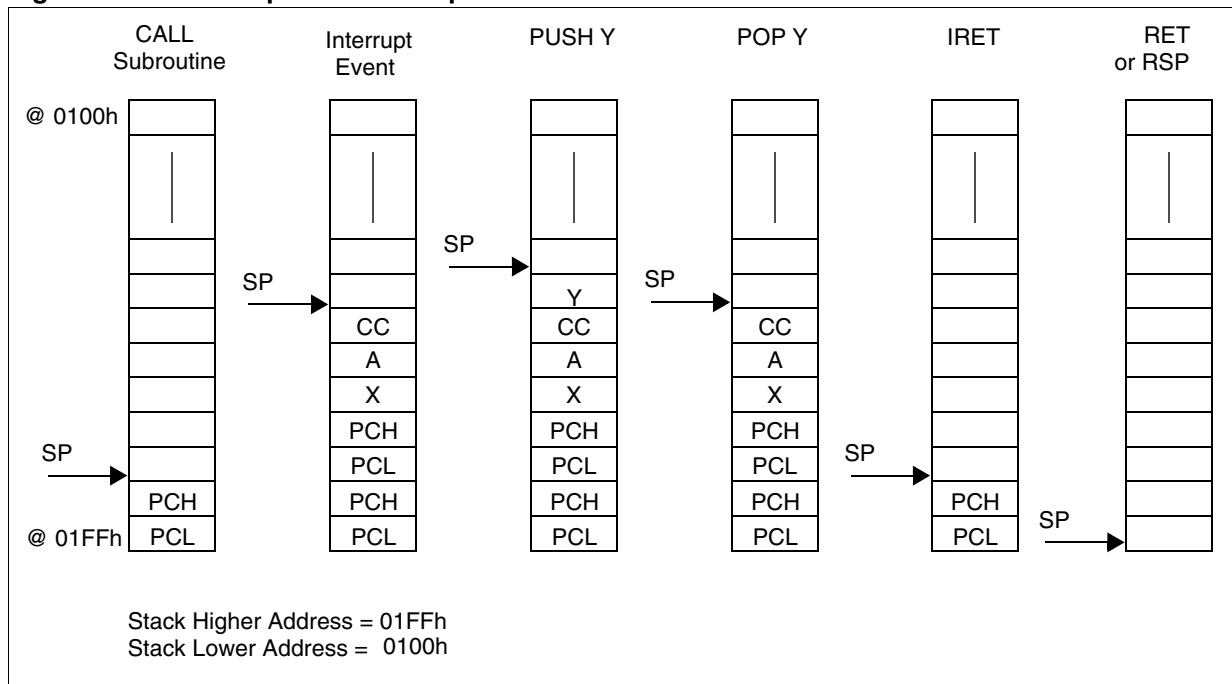 CALL
Subroutine
Interrupt
Event
PUSH Y
POP Y
IRET
RET
or RSP
@ 0100h
SP
PCH
@ 01FFh PCL
SP
CC
A
X
PCH
PCL
PCH
PCL
SP
Y
CC
A
X
PCH
PCL
PCH
PCL
SP
CC
A
X
PCH
PCL
PCH
PCL
SP
PCH
PCL
SP
Stack Higher Address = 01FFh
Stack Lower Address = 0100h